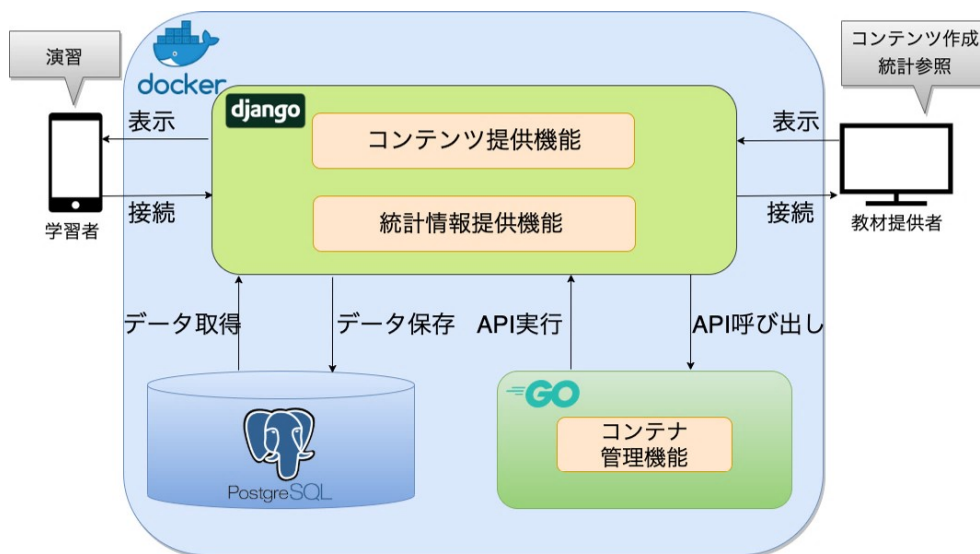 演習
コンテンツ作成
統計参照
docker
django
表示
コンテンツ提供機能
表示
接続
統計情報提供機能
接続
学習者
教材提供者
データ取得
データ保存
API実行
API呼び出し
GO
コンテナ
管理機能
PostgreSQL